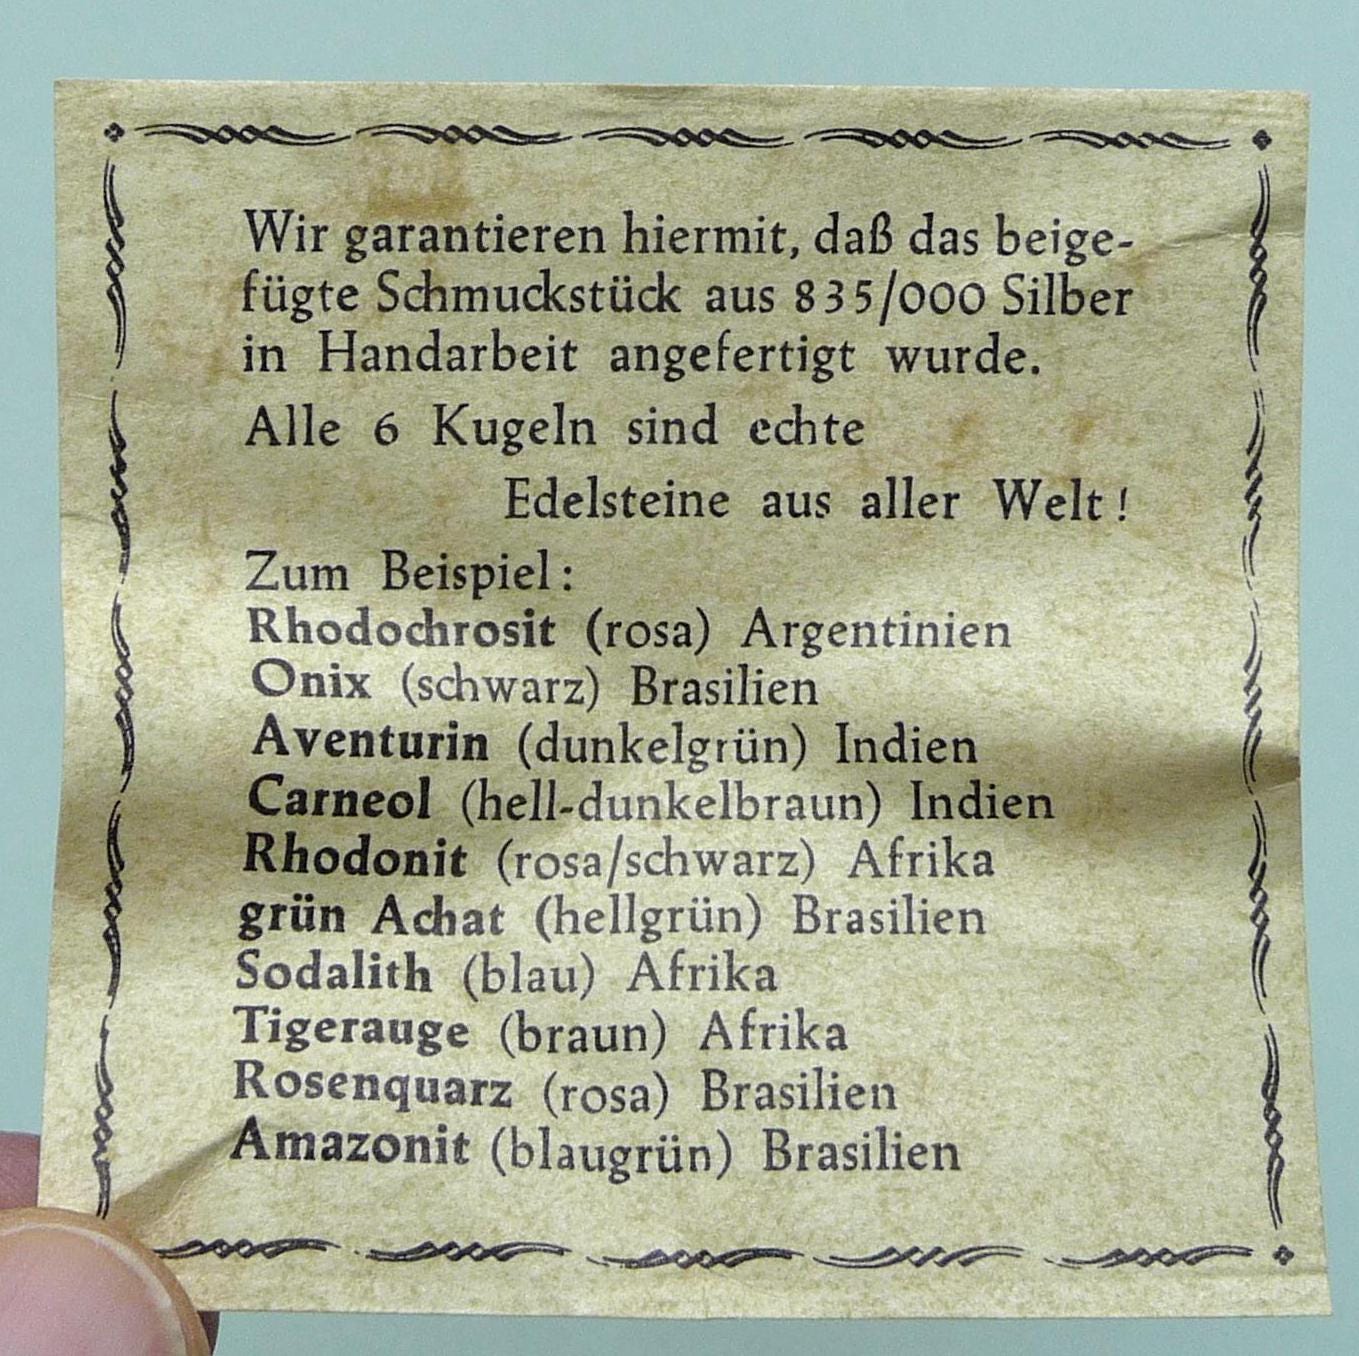 Wir garantieren hiermit, daß das beige-
fügte Schmuckstück aus 835/000 Silber
in Handarbeit angefertigt wurde.
Alle 6 Kugeln sind echte
Edelsteine aus aller Welt!
Zum Beispiel:
Rhodochrosit (rosa) Argentinien
Onix (schwarz) Brasilien
Aventurin (dunkelgrün) Indien
Carneol (hell-dunkelbraun) Indien
Rhodonit (rosa/schwarz) Afrika
grün Achat (hellgrün) Brasilien
Sodalith (blau) Afrika
Tigerauge (braun) Afrika
Rosenquarz (rosa) Brasilien
Amazonit (blaugrün) Brasilien